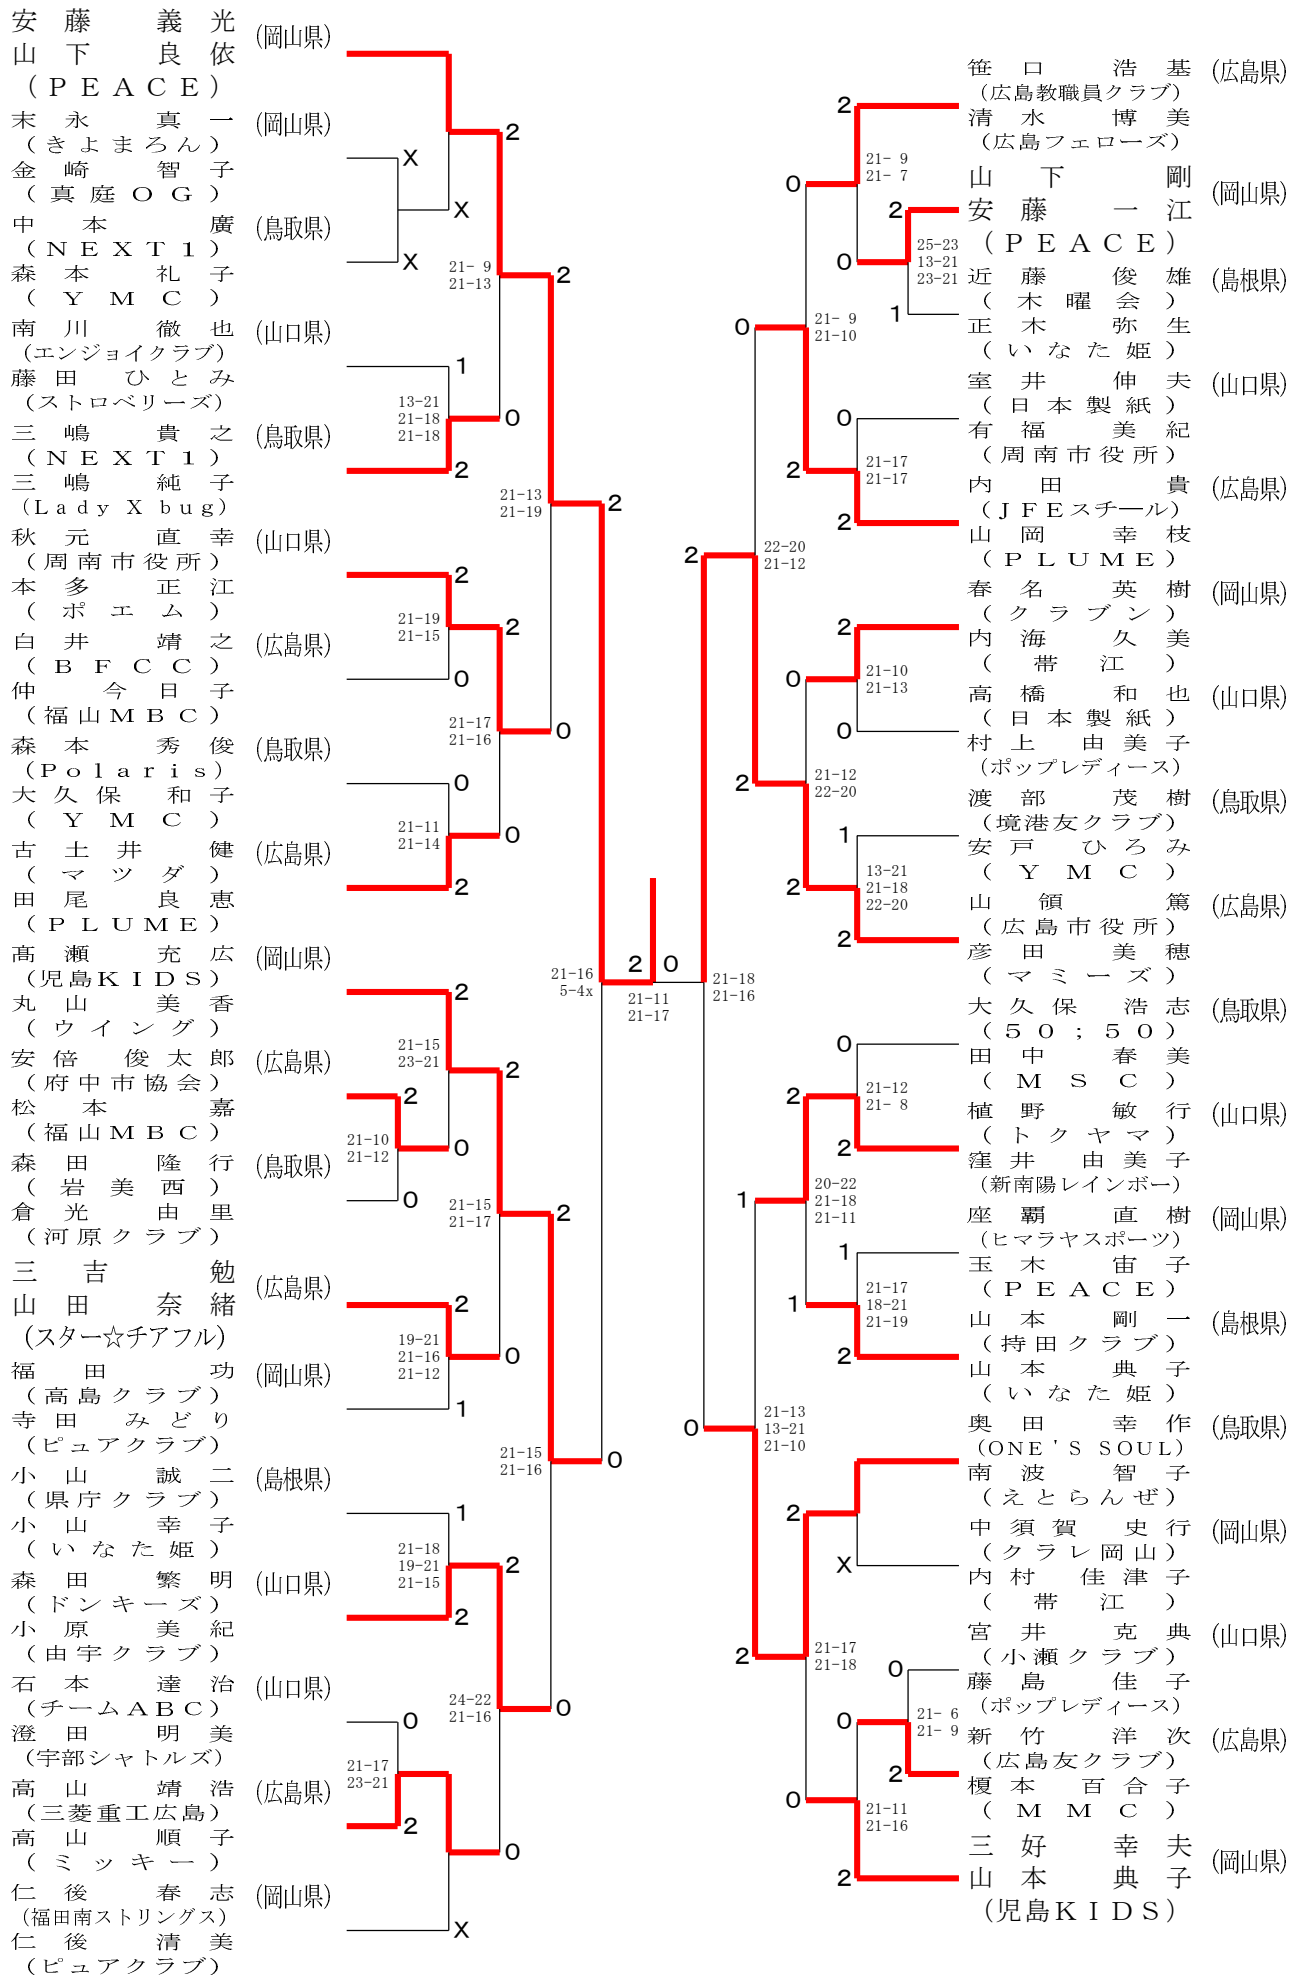 安藤 義光 (岡山県)
山下 良依
(PEACE)
末永 真一 (岡山県)
(きよまろん)
金崎 智子
(真庭OG)
X
中本 廣 (鳥取県)
(NEXT1)
森本 礼子
(YMC)
X
X
2
21- 9
21-13
2
南川 徹也 (山口県)
(エンジョイクラブ)
藤田 ひとみ
(ストロベリーズ)
1
13-21
21-18
21-18
0
三嶋 貴之 (鳥取県)
(NEXT1)
三嶋 純子
(Lady X bug)
2
21-13
21-19
2
秋元 直幸 (山口県)
(周南市役所)
本多 正江
(ポエム)
2
21-19
21-15
2
白井 靖之 (広島県)
(BFCC)
仲 今日子
(福山MBC)
0
21-17
21-16
0
森本 秀俊 (鳥取県)
(Polaris)
大久保 和子
(YMC)
0
21-11
21-14
0
古土井 健 (広島県)
(マツダ)
田尾 良恵
(PLUME)
2
髙瀬 充広 (岡山県)
(児島KIDS)
丸山 美香
(ウイング)
2
21-16
5-4x
2 0
21-11
21-17
21-15
23-21
2
安倍 俊太郎 (広島県)
(府中市協会)
松本 嘉
(福山MBC)
2
21-10
21-12
0
森田 隆行 (鳥取県)
(岩美西)
倉光 由里
(河原クラブ)
0
21-15
21-17
2
三吉 勉 (広島県)
山田 奈緒
(スター☆チアフル)
2
19-21
21-16
21-12
0
福田 功 (岡山県)
(高島クラブ)
寺田 みどり
(ピュアクラブ)
1
21-15
21-16
0
小山 誠二 (島根県)
(県庁クラブ)
小山 幸子
(いなた姫)
1
21-18
19-21
21-15
2
森田 繁明 (山口県)
(ドンキーズ)
小原 美紀
(由宇クラブ)
2
石本 達治 (山口県)
(チームABC)
澄田 明美
(宇部シャトルズ)
0
24-22
21-16
0
21-17
23-21
高山 靖浩 (広島県)
(三菱重工広島)
高山 順子
(ミッキー)
2
0
仁後 春志 (岡山県)
(福田南ストリングス)
仁後 清美
(ピュアクラブ)
X
笹口 浩基 (広島県)
(広島教職員クラブ)
清水 博美
(広島フェローズ)
2
21- 9
21- 7
0
山下 剛 (岡山県)
安藤 一江
(PEACE)
2
25-23
13-21
23-21
0
近藤 俊雄 (島根県)
(木曜会)
正木 弥生
(いなた姫)
1
21- 9
21-10
0
室井 伸夫 (山口県)
(日本製紙)
有福 美紀
(周南市役所)
0
21-17
21-17
2
内田 貴 (広島県)
(JFEスチール)
山岡 幸枝
(PLUME)
2
22-20
21-12
2
春名 英樹 (岡山県)
(クラブン)
内海 久美
(帯江)
2
21-10
21-13
0
高橋 和也 (山口県)
(日本製紙)
村上 由美子
(ポップレディース)
0
21-12
22-20
2
渡部 茂樹 (鳥取県)
(境港友クラブ)
安戸 ひろみ
(YMC)
1
13-21
21-18
22-20
2
山領 篤 (広島県)
(広島市役所)
彦田 美穂
(マミーズ)
2
21-18
21-16
大久保 浩志 (鳥取県)
(50;50)
田中 春美
(MSC)
0
21-12
21- 8
2
植野 敏行 (山口県)
(トクヤマ)
窪井 由美子
(新南陽レインボー)
2
20-22
21-18
21-11
1
座覇 直樹 (岡山県)
(ヒマラヤスポーツ)
玉木 宙子
(PEACE)
1
21-17
18-21
21-19
1
山本 剛一 (島根県)
(持田クラブ)
山本 典子
(いなた姫)
2
21-13
13-21
21-10
0
奥田 幸作 (鳥取県)
(ONE'S SOUL)
南波 智子
(えとらんぜ)
2
中須賀 史行 (岡山県)
(クラレ岡山)
内村 佳津子
(帯江)
X
21-17
21-18
2
宮井 克典 (山口県)
(小瀬クラブ)
藤島 佳子
(ポップレディース)
0
21- 6
21- 9
0
新竹 洋次 (広島県)
(広島友クラブ)
榎本 百合子
(MMC)
2
21-11
21-16
0
三好 幸夫 (岡山県)
山本 典子
(児島KIDS)
2